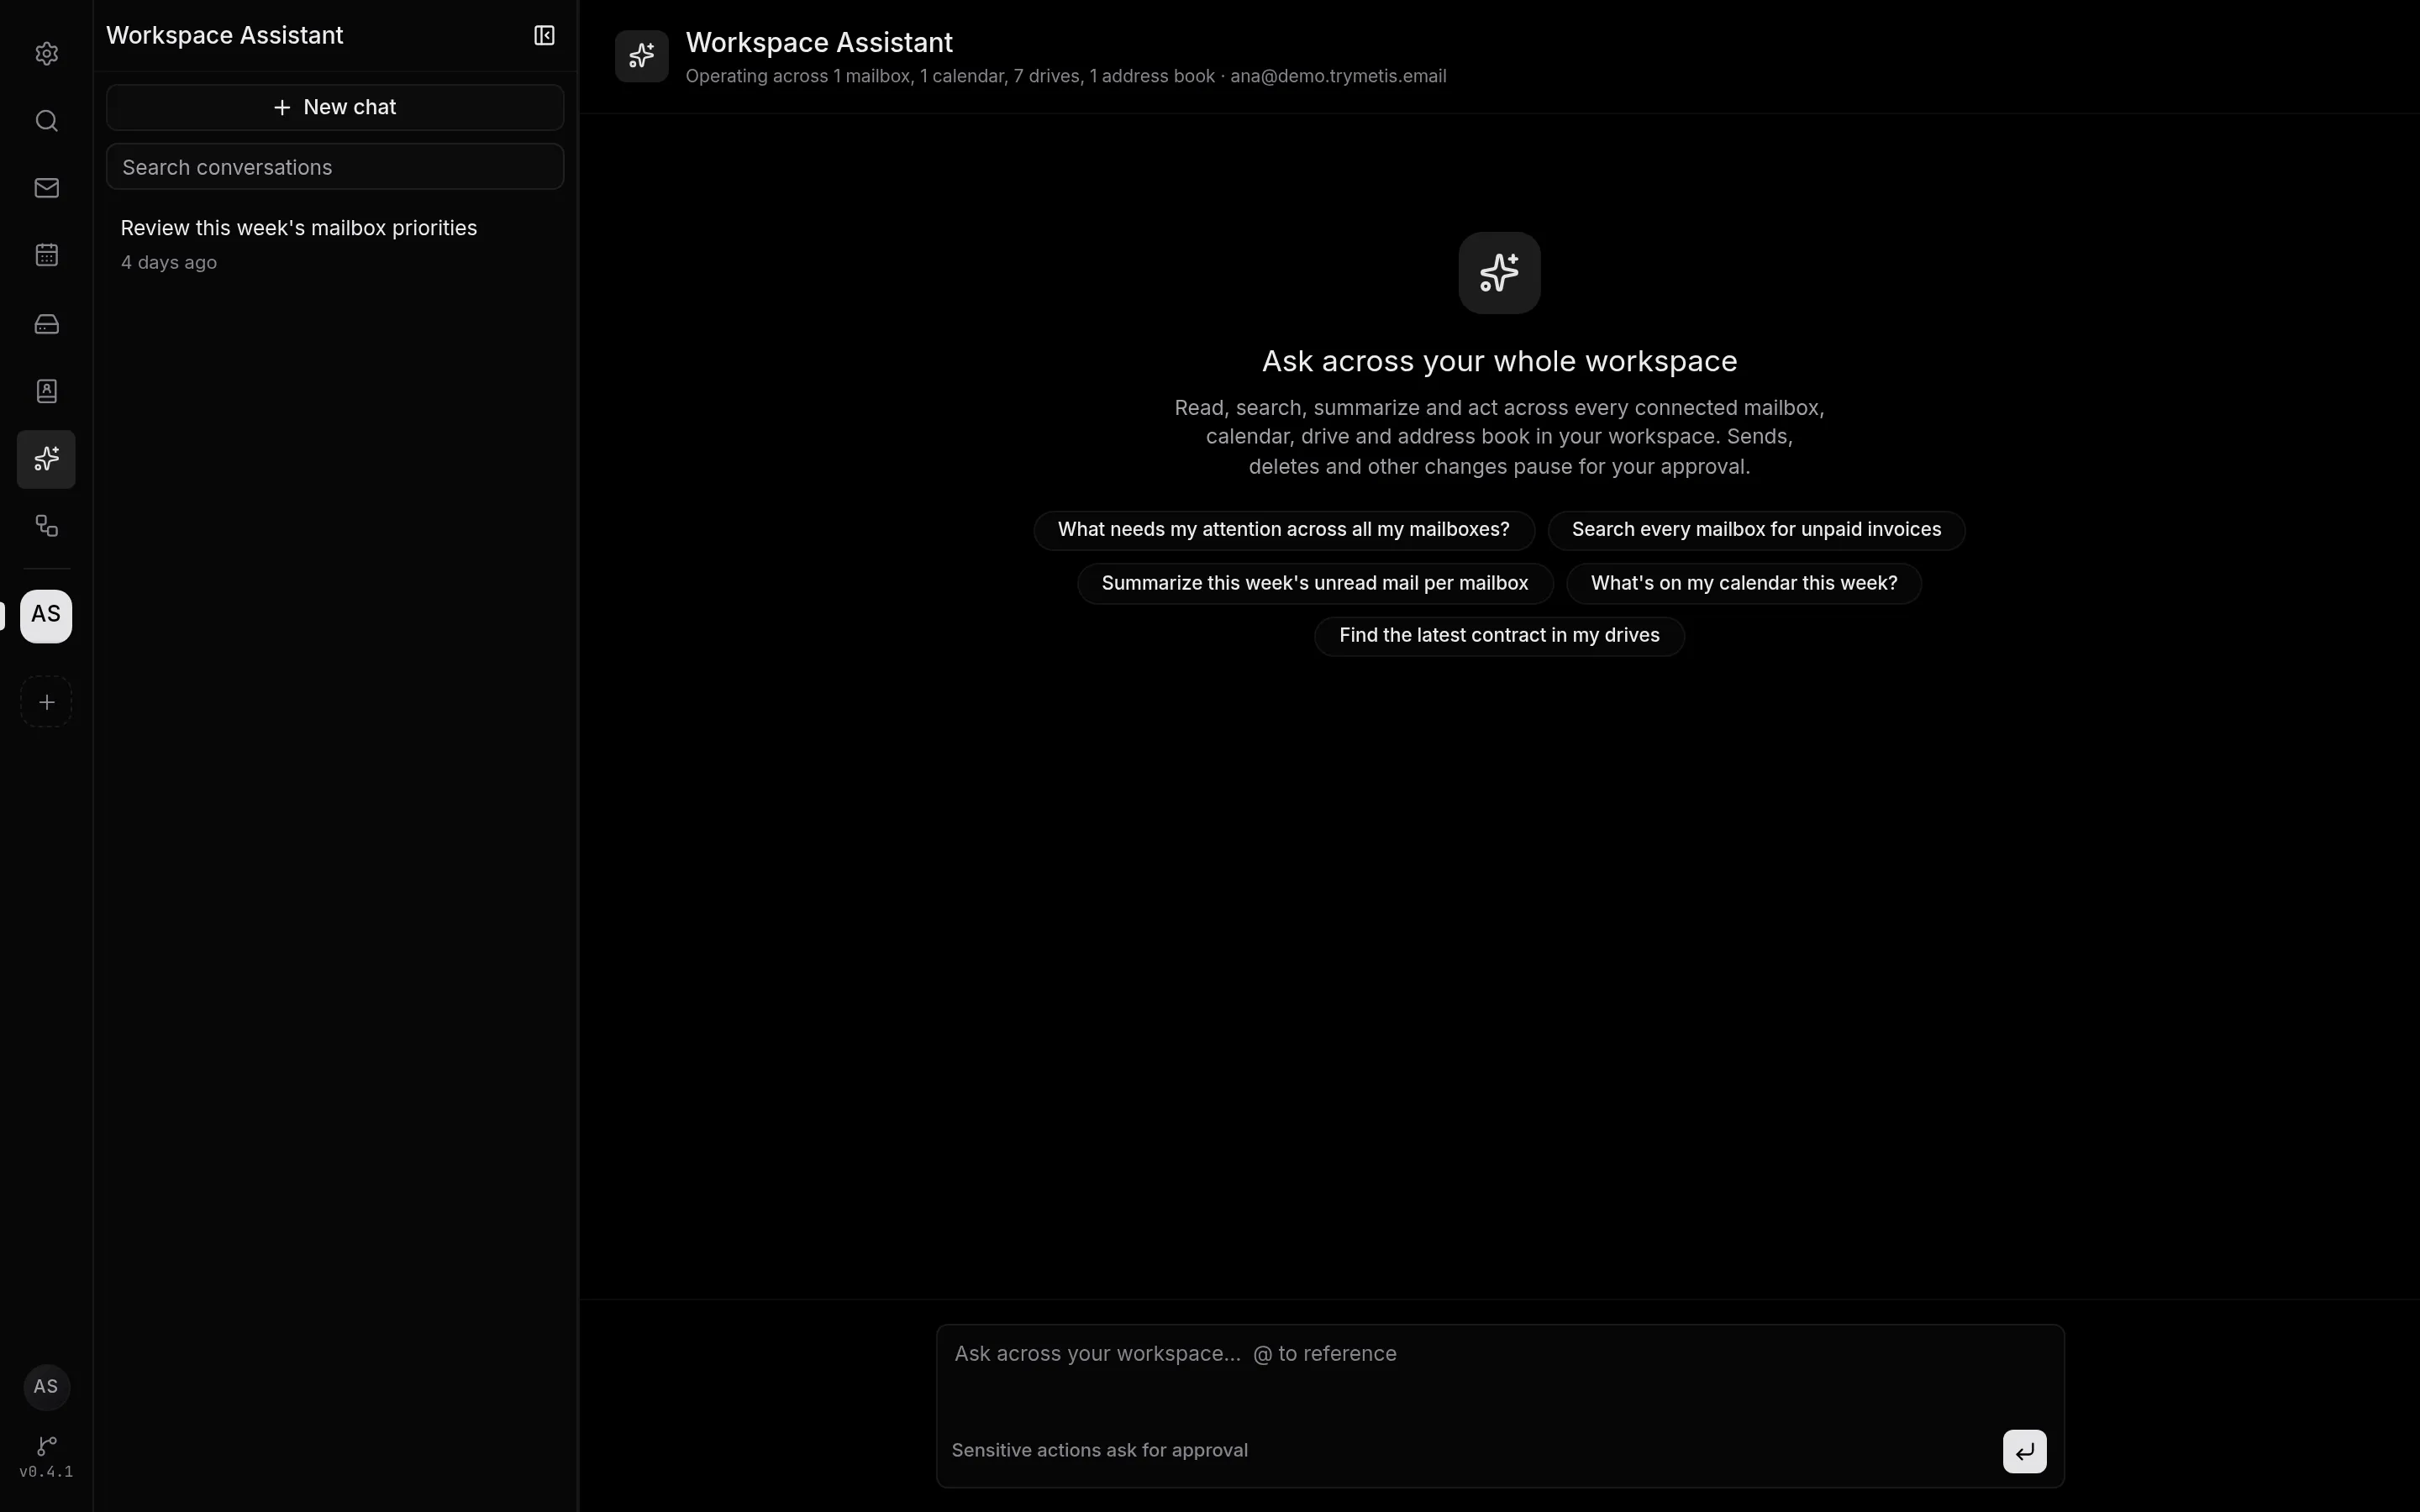 Workspace Assistant
New chat
Search conversations
Review this week's mailbox priorities
4 days ago
AS
AS
v0.4.1
Workspace Assistant
Operating across 1 mailbox, 1 calendar, 7 drives, 1 address book · ana@demo.trymetis.email
Ask across your whole workspace
Read, search, summarize and act across every connected mailbox,
calendar, drive and address book in your workspace. Sends,
deletes and other changes pause for your approval.
What needs my attention across all my mailboxes?
Search every mailbox for unpaid invoices
Summarize this week's unread mail per mailbox
What's on my calendar this week?
Find the latest contract in my drives
Ask across your workspace... @ to reference
Sensitive actions ask for approval